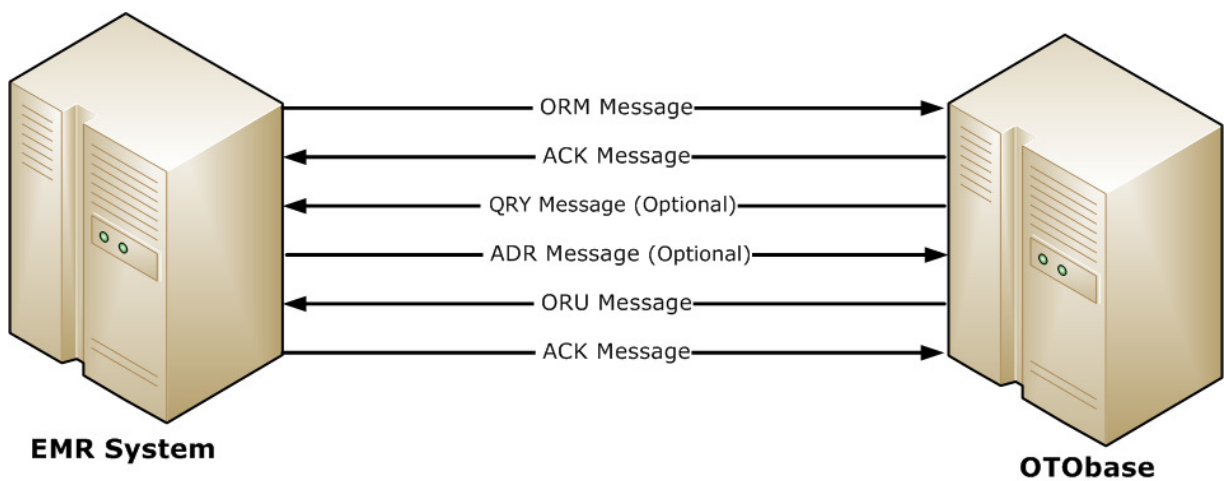 ORM Message
ACK Message
QRY Message (Optional)
ADR Message (Optional)
ORU Message
ACK Message
EMR System
OTObase